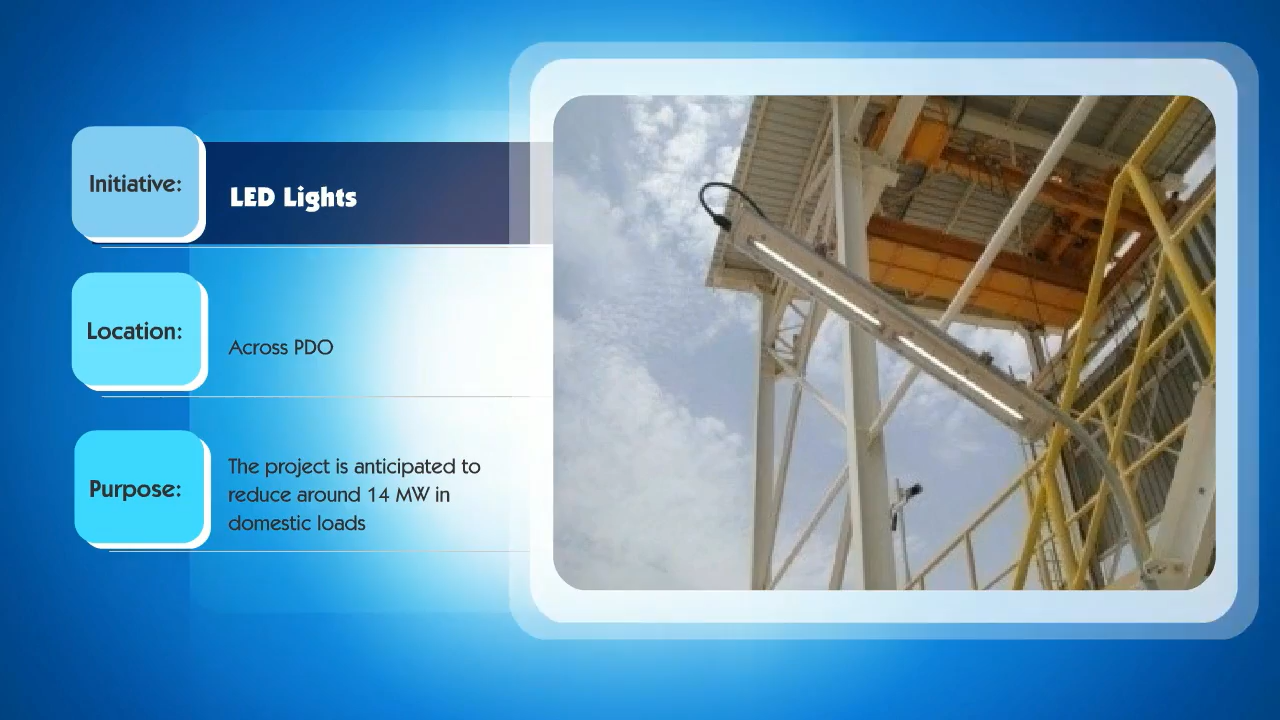 Initiative:
LED Lights
Location:
Across PDO
Purpose:
The project is anticipated to
reduce around 14 MW in
domestic loads